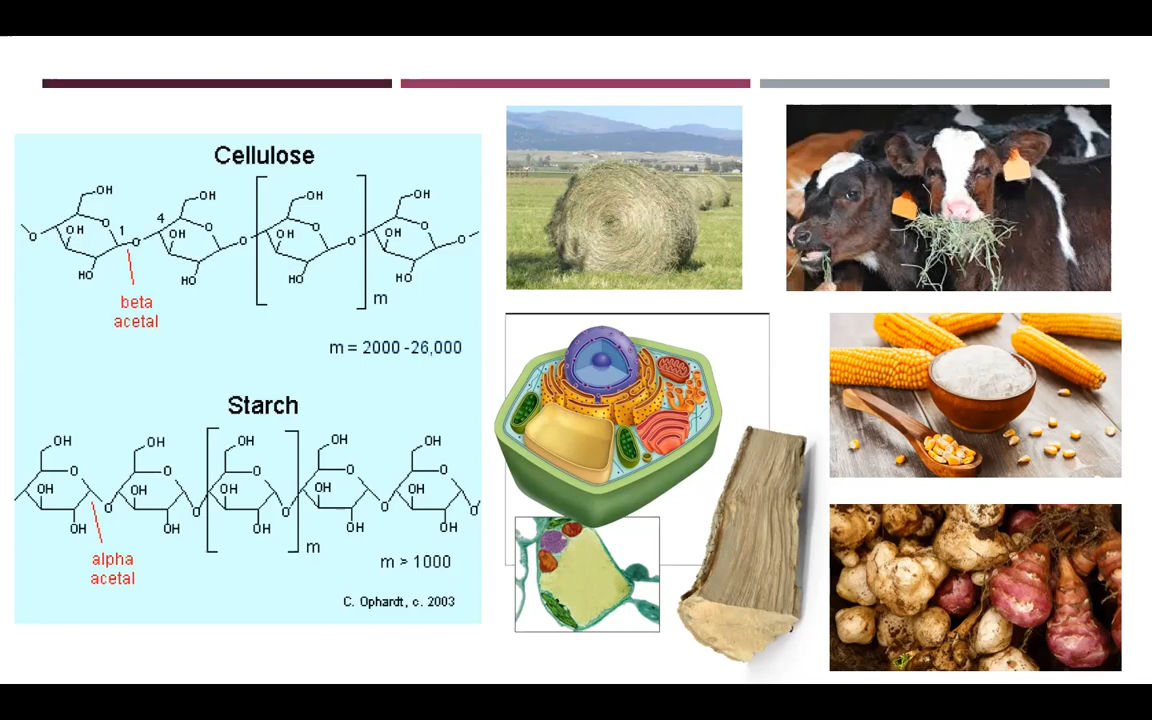 Cellulose
OH OH OH OH
4
OH 1 OH OH OH
O O O O
O O O O O
HO HO HO HO
m
beta
acetal
m = 2000 -26,000
Starch
OH OH OH OH OH
O O O O O
OH OH OH OH OH
O O O O O
OH OH OH OH OH
m
alpha
acetal
m > 1000
C. Ophardt, c. 2003